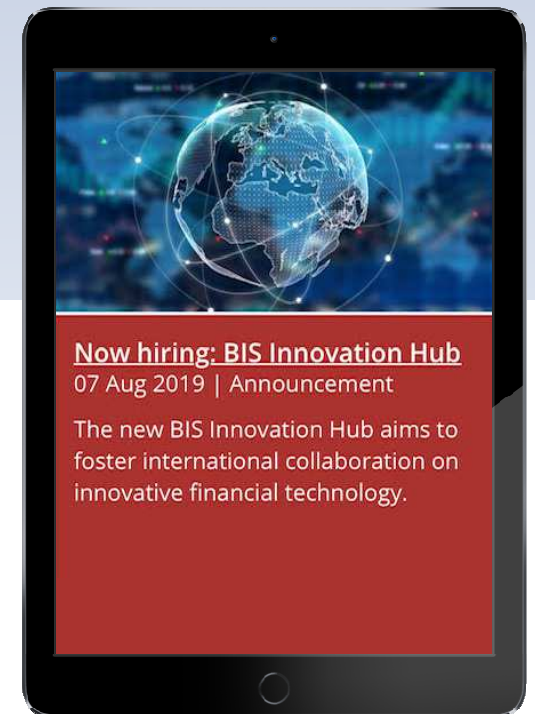 Now hiring: BIS Innovation Hub
07 Aug 2019 | Announcement
The new BIS Innovation Hub aims to
foster international collaboration on
innovative financial technology.